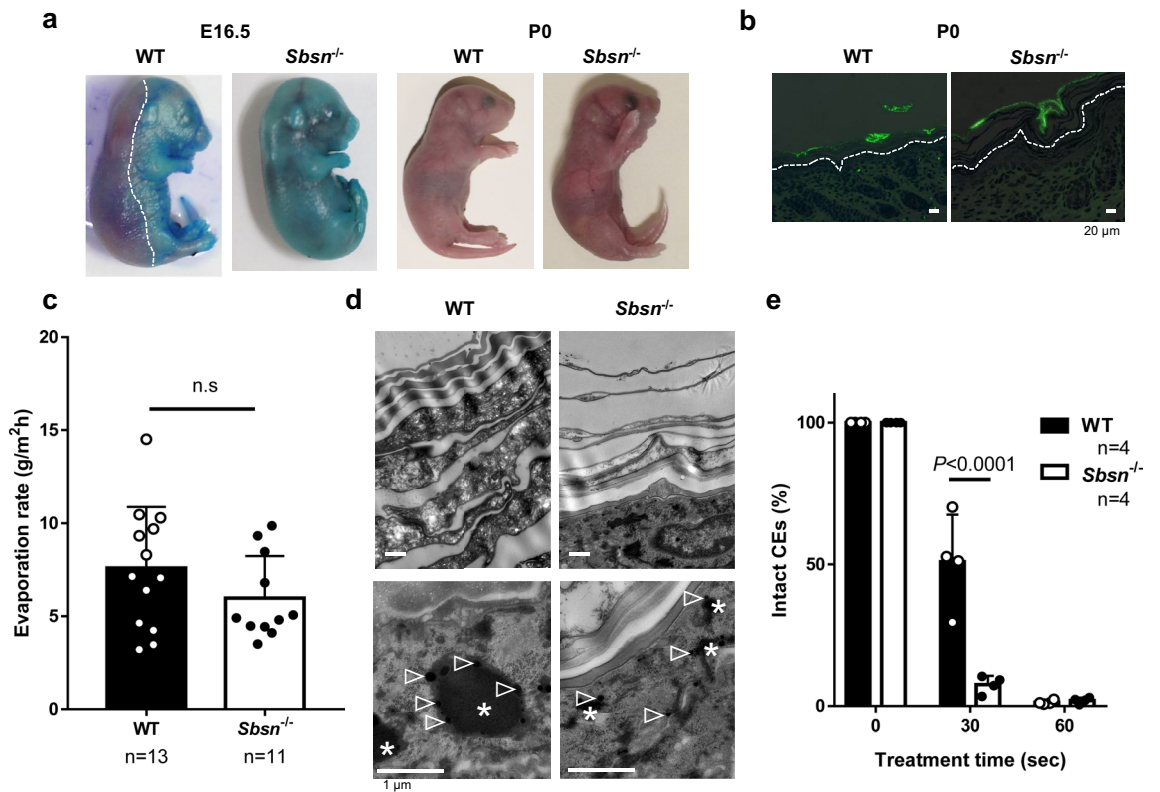 a
E16.5
P0
WT
Sbsn-/-
WT
Sbsn-/-
b
P0
WT
Sbsn-/-
20 µm
c
Evaporation rate (g/m²h)
20
15
10
5
0
n.s
WT
Sbsn-/-
n=13
n=11
d
WT
Sbsn-/-
*
*
*
*
*
1 µm
e
Intact CEs (%)
100
50
0
P<0.0001
WT
n=4
Sbsn-/-
n=4
0
30
60
Treatment time (sec)